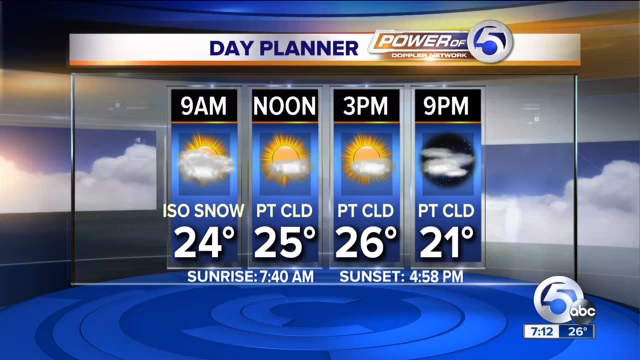 DAY PLANNER POWER OF 5
DOPPLER NETWORK
9AM NOON 3PM 9PM
ISO SNOW PT CLD PT CLD PT CLD
24° 25° 26° 21°
SUNRISE: 7:40 AM SUNSET: 4:58 PM
5 abc
7:12 26°